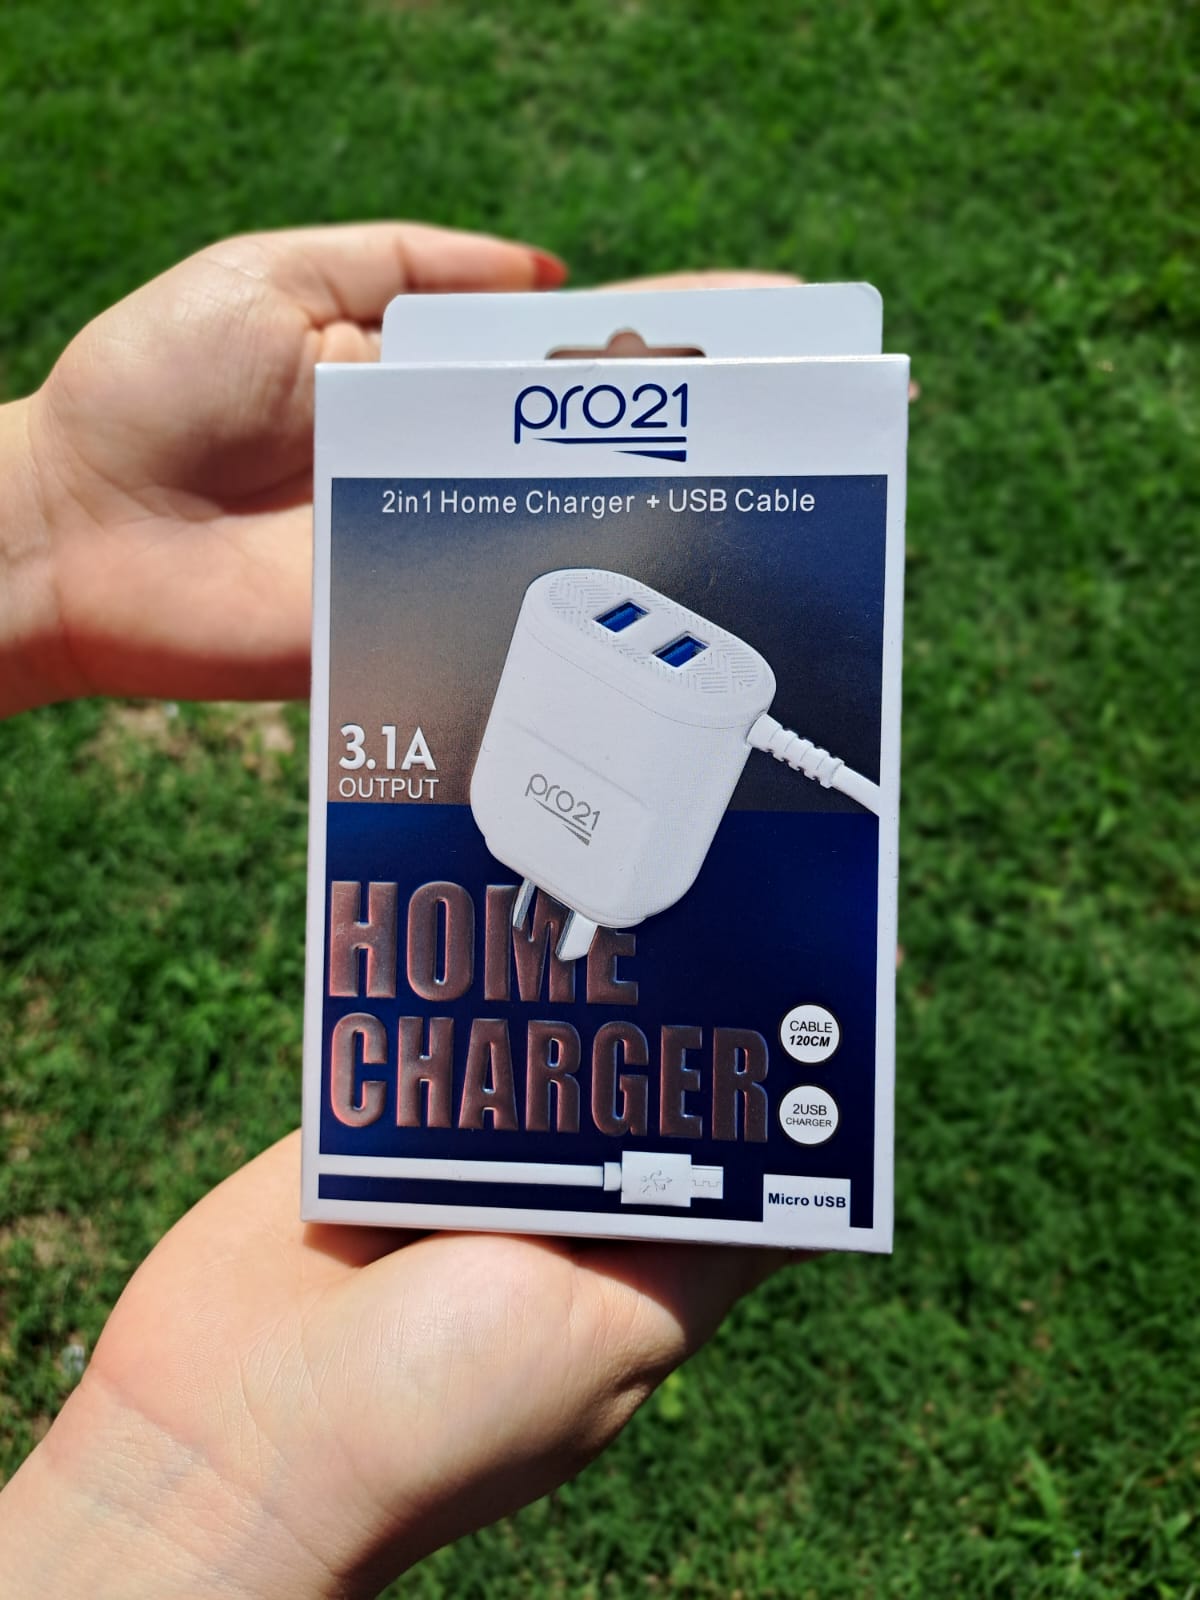 pro21
2in1 Home Charger + USB Cable
3.1A
OUTPUT
pro21
HOME
CHARGER
CABLE
120CM
2USB
CHARGER
Micro USB